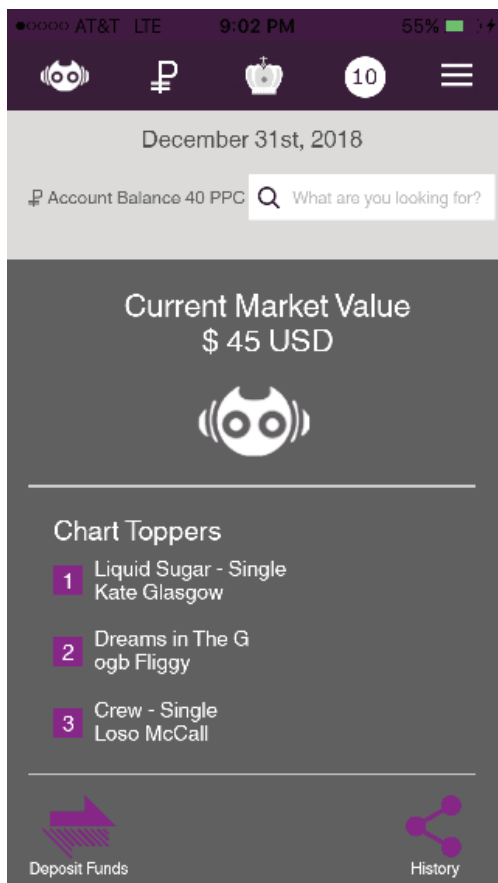 AT&T LTE 9:02 PM 55%
10
December 31st, 2018
₽ Account Balance 40 PPC What are you looking for?
Current Market Value
$ 45 USD
Chart Toppers
1 Liquid Sugar - Single
Kate Glasgow
2 Dreams in The G
ogb Fliggy
3 Crew - Single
Loso McCall
Deposit Funds History